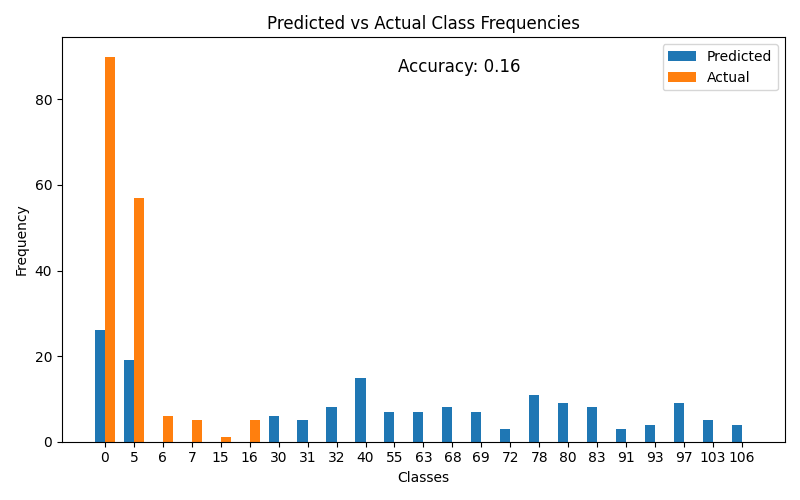 Predicted vs Actual Class Frequencies
Accuracy: 0.16
Predicted
Actual
Frequency
80
60
40
20
0
0 5 6 7 15 16 30 31 32 40 55 63 68 69 72 78 80 83 91 93 97 103 106
Classes